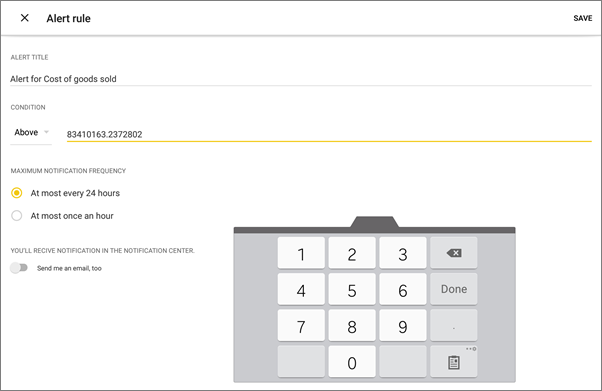 Alert rule
SAVE
ALERT TITLE
Alert for Cost of goods sold
CONDITION
Above
83410163.2372802
MAXIMUM NOTIFICATION FREQUENCY
At most every 24 hours
At most once an hour
YOU'LL RECIVE NOTIFICATION IN THE NOTIFICATION CENTER.
Send me an email, too
1 2 3
4 5 6 Done
7 8 9 .
0